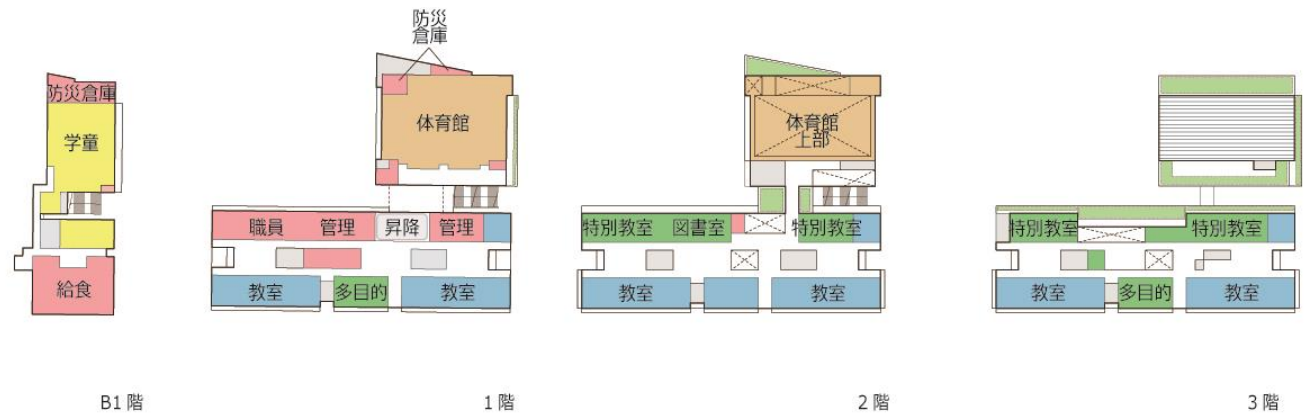 防災倉庫
学童
給食
B1 階
防災
倉庫
体育館
職員 管理 昇降 管理
教室 多目的 教室
1 階
体育館
上部
特別教室 図書室 特別教室
教室 教室
2 階
特別教室 特別教室
教室 多目的 教室
3 階